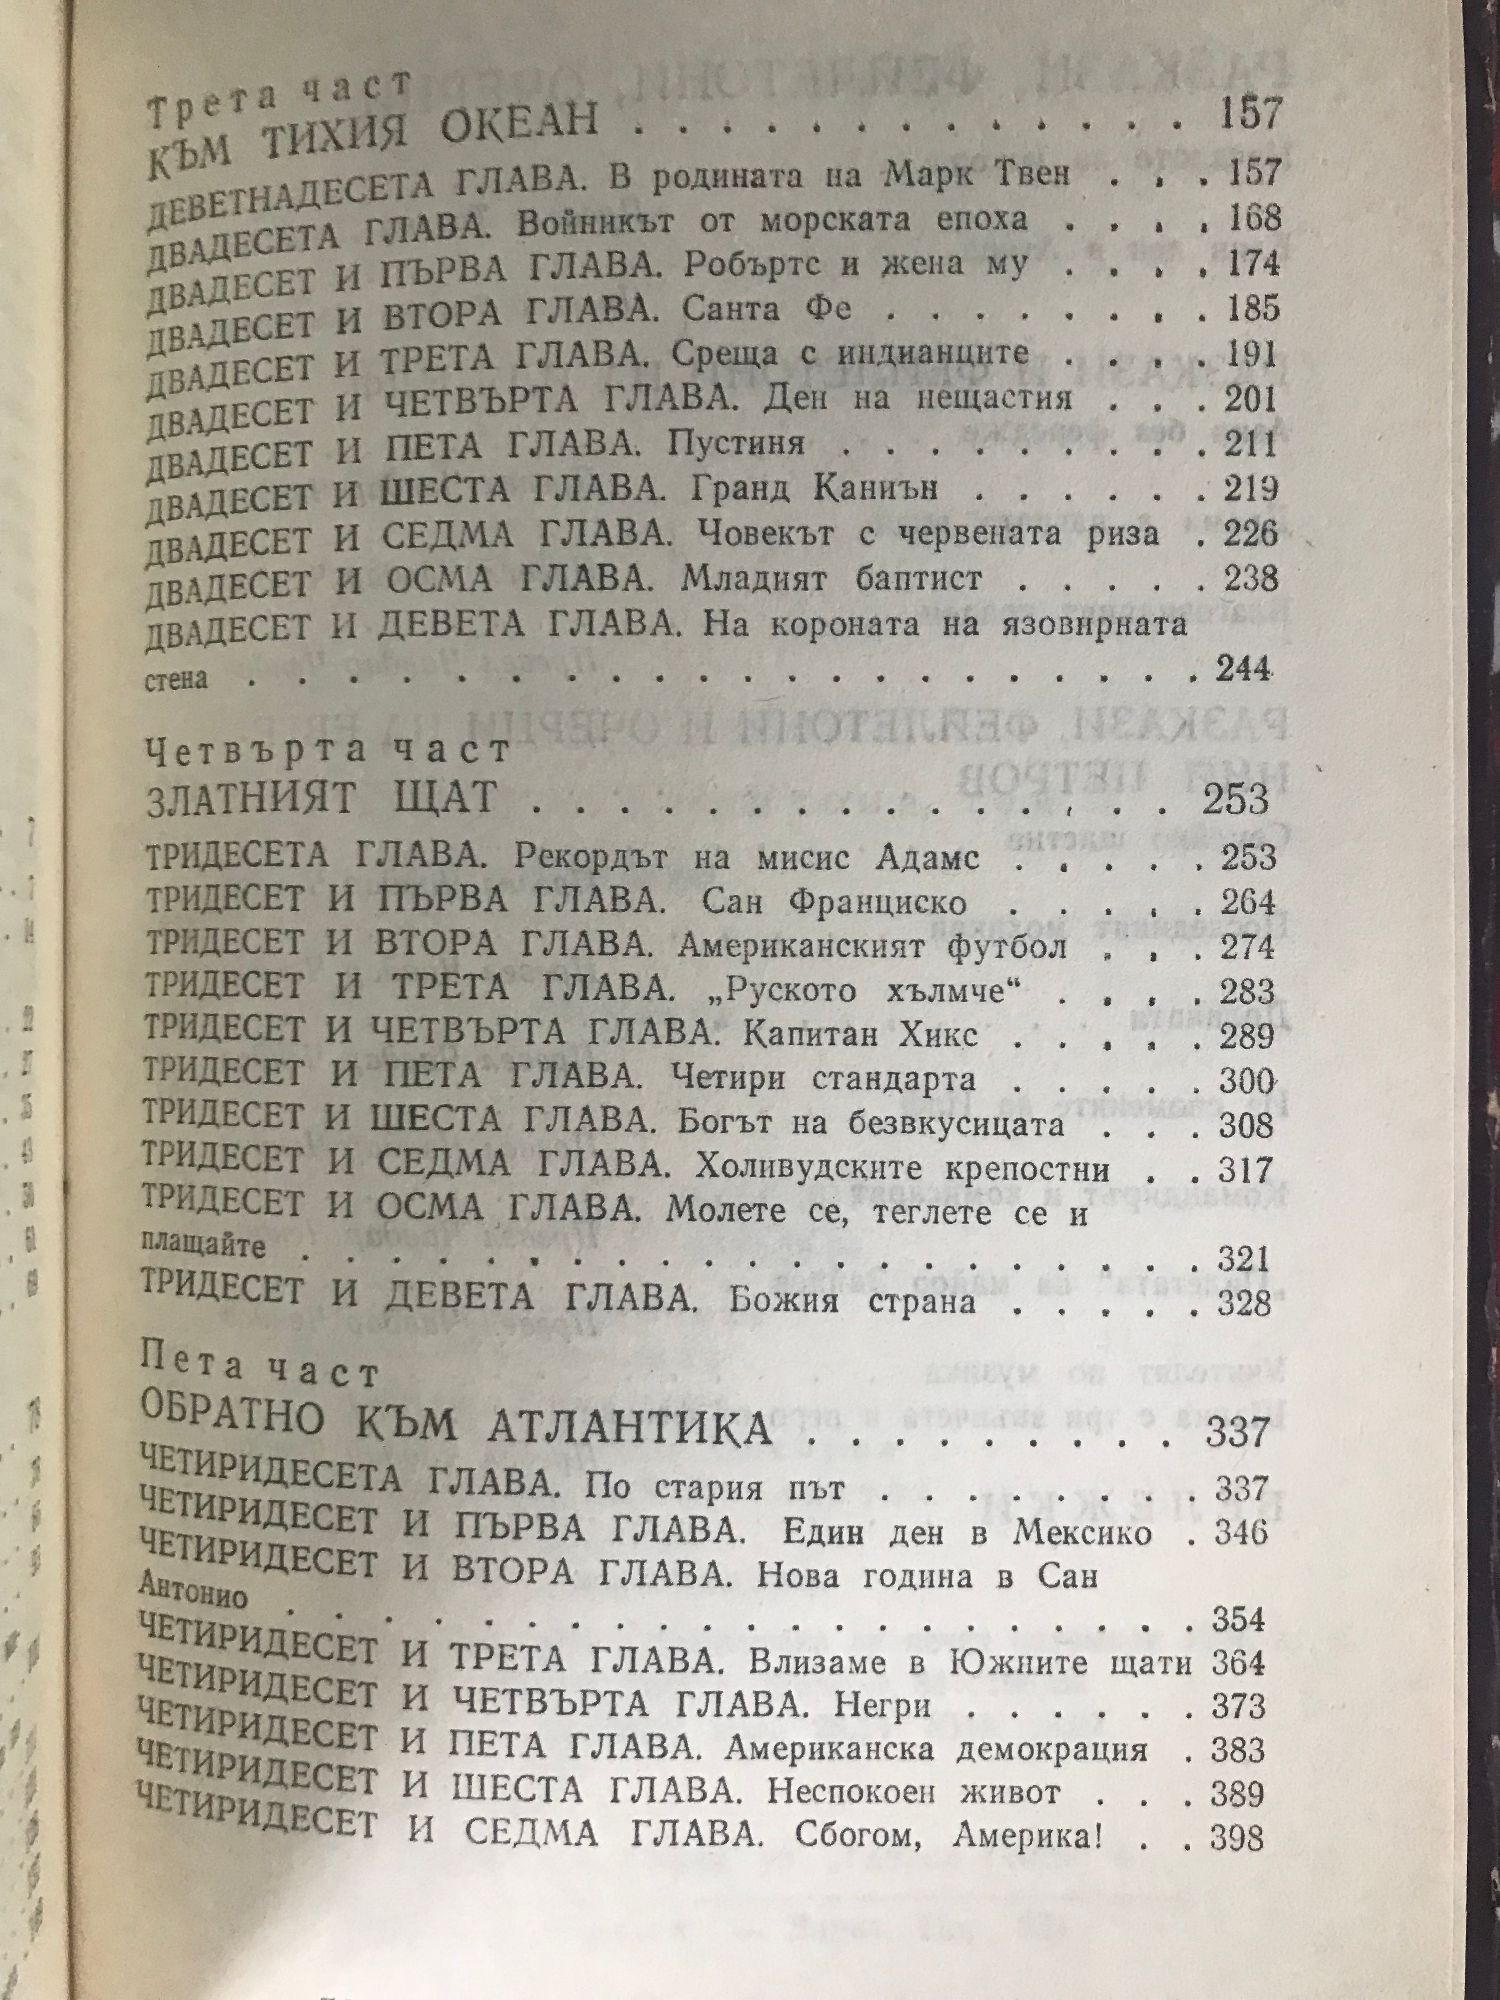 Трета част
КЪМ ТИХИЯ ОКЕАН . . . . . . . . . . . . . 157
ДЕВЕТНАДЕСЕТА ГЛАВА. В родината на Марк Твен . . . 157
ДВАДЕСЕТА ГЛАВА. Войникът от морската епоха . . . . 168
ДВАДЕСЕТ И ПЪРВА ГЛАВА. Робъртс и жена му . . . . 174
ДВАДЕСЕТ И ВТОРА ГЛАВА. Санта Фе . . . . . . . . 185
ДВАДЕСЕТ И ТРЕТА ГЛАВА. Среща с индианците . . . . 191
ДВАДЕСЕТ И ЧЕТВЪРТА ГЛАВА. Ден на нещастия . . . 201
ДВАДЕСЕТ И ПЕТА ГЛАВА. Пустиня . . . . . . . . . 211
ДВАДЕСЕТ И ШЕСТА ГЛАВА. Гранд Каниън . . . . . . 219
ДВАДЕСЕТ И СЕДМА ГЛАВА. Човекът с червената риза . 226
ДВАДЕСЕТ И ОСМА ГЛАВА. Младият баптист . . . . . 238
ДВАДЕСЕТ И ДЕВЕТА ГЛАВА. На короната на язовирната
стена . . . . . . . . . . . . . . . . . . . . . . 244
Четвърта част
ЗЛАТНИЯТ ЩАТ . . . . . . . . . . . . . . . 253
ТРИДЕСЕТА ГЛАВА. Рекордът на мисис Адамс . . . . . 253
ТРИДЕСЕТ И ПЪРВА ГЛАВА. Сан Франциско . . . . . 264
ТРИДЕСЕТ И ВТОРА ГЛАВА. Американският футбол . . . 274
ТРИДЕСЕТ И ТРЕТА ГЛАВА. „Руското хълмче“ . . . . 283
ТРИДЕСЕТ И ЧЕТВЪРТА ГЛАВА. Капитан Хикс . . . . . 289
ТРИДЕСЕТ И ПЕТА ГЛАВА. Четири стандарта . . . . . 300
ТРИДЕСЕТ И ШЕСТА ГЛАВА. Богът на безвкусицата . . . 308
ТРИДЕСЕТ И СЕДМА ГЛАВА. Холивудските крепостни . . 317
ТРИДЕСЕТ И ОСМА ГЛАВА. Молете се, теглете се и
плащайте . . . . . . . . . . . . . . . . . . . . 321
ТРИДЕСЕТ И ДЕВЕТА ГЛАВА. Божия страна . . . . . 328
Пета част
ОБРАТНО КЪМ АТЛАНТИКА . . . . . . . . . 337
ЧЕТИРИДЕСЕТА ГЛАВА. По стария път . . . . . . . . 337
ЧЕТИРИДЕСЕТ И ПЪРВА ГЛАВА. Един ден в Мексико . 346
ЧЕТИРИДЕСЕТ И ВТОРА ГЛАВА. Нова година в Сан
Антонио . . . . . . . . . . . . . . . . . . . . 354
ЧЕТИРИДЕСЕТ И ТРЕТА ГЛАВА. Влизаме в Южните щати 364
ЧЕТИРИДЕСЕТ И ЧЕТВЪРТА ГЛАВА. Негри . . . . . . 373
ЧЕТИРИДЕСЕТ И ПЕТА ГЛАВА. Американска демокрация . 383
ЧЕТИРИДЕСЕТ И ШЕСТА ГЛАВА. Неспокоен живот . . . 389
ЧЕТИРИДЕСЕТ И СЕДМА ГЛАВА. Сбогом, Америка! . . 398